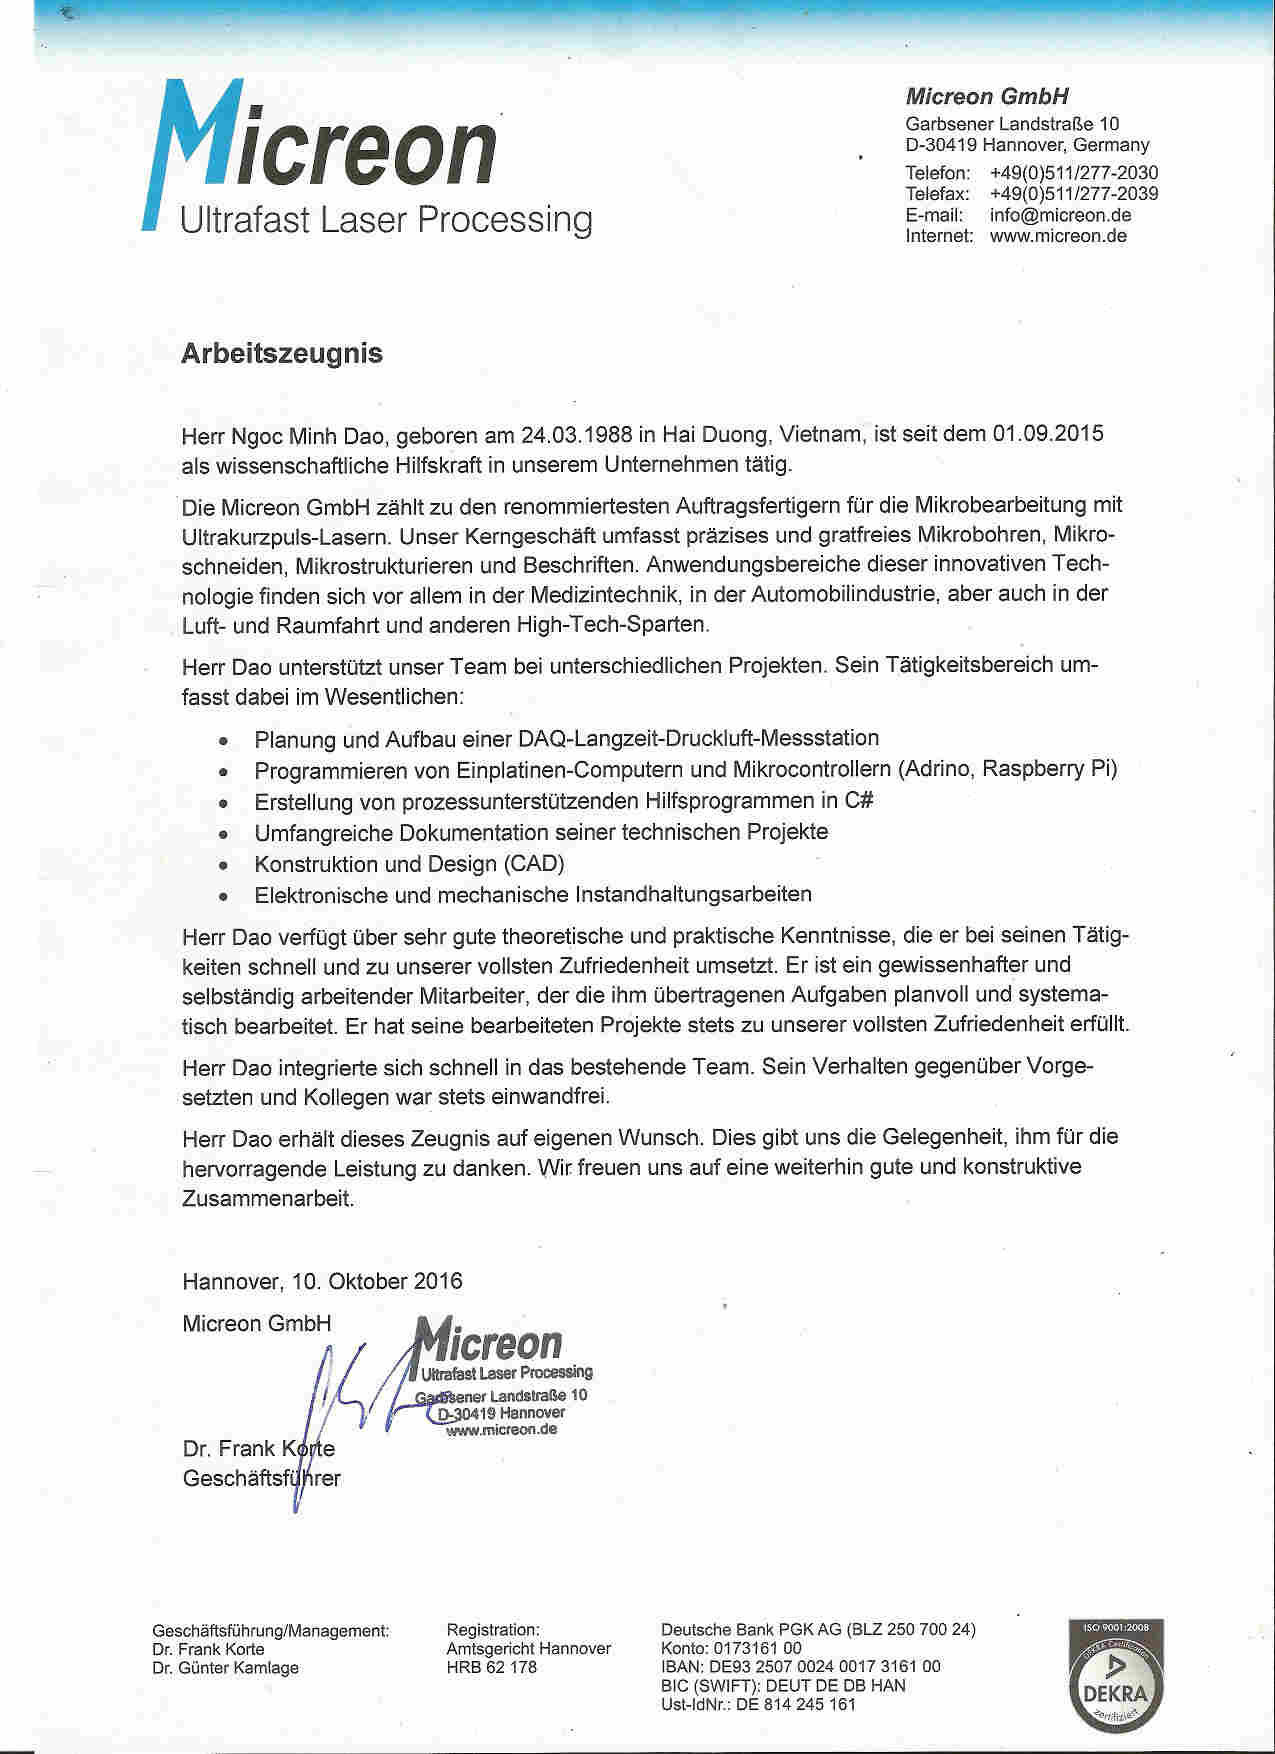 Micreon
Ultrafast Laser Processing
Micreon GmbH
Garbsener Landstraße 10
D-30419 Hannover, Germany
Telefon: +49(0)511/277-2030
Telefax: +49(0)511/277-2039
E-mail: info@micreon.de
Internet: www.micreon.de
Arbeitszeugnis
Herr Ngoc Minh Dao, geboren am 24.03.1988 in Hai Duong, Vietnam, ist seit dem 01.09.2015
als wissenschaftliche Hilfskraft in unserem Unternehmen tätig.
Die Micreon GmbH zählt zu den renommiertesten Auftragsfertigern für die Mikrobearbeitung mit
Ultrakurzpuls-Lasern. Unser Kerngeschäft umfasst präzises und gratfreies Mikrobohren, Mikro-
schneiden, Mikrostrukturieren und Beschriften. Anwendungsbereiche dieser innovativen Tech-
nologie finden sich vor allem in der Medizintechnik, in der Automobilindustrie, aber auch in der
Luft- und Raumfahrt und anderen High-Tech-Sparten.
Herr Dao unterstützt unser Team bei unterschiedlichen Projekten. Sein Tätigkeitsbereich um-
fasst dabei im Wesentlichen:
• Planung und Aufbau einer DAQ-Langzeit-Druckluft-Messstation
• Programmieren von Einplatinen-Computern und Mikrocontrollern (Adrino, Raspberry Pi)
• Erstellung von prozessunterstützenden Hilfsprogrammen in C#
• Umfangreiche Dokumentation seiner technischen Projekte
• Konstruktion und Design (CAD)
• Elektronische und mechanische Instandhaltungsarbeiten
Herr Dao verfügt über sehr gute theoretische und praktische Kenntnisse, die er bei seinen Tätig-
keiten schnell und zu unserer vollsten Zufriedenheit umsetzt. Er ist ein gewissenhafter und
selbständig arbeitender Mitarbeiter, der die ihm übertragenen Aufgaben planvoll und systema-
tisch bearbeitet. Er hat seine bearbeiteten Projekte stets zu unserer vollsten Zufriedenheit erfüllt.
Herr Dao integrierte sich schnell in das bestehende Team. Sein Verhalten gegenüber Vorge-
setzten und Kollegen war stets einwandfrei.
Herr Dao erhält dieses Zeugnis auf eigenen Wunsch. Dies gibt uns die Gelegenheit, ihm für die
hervorragende Leistung zu danken. Wir freuen uns auf eine weiterhin gute und konstruktive
Zusammenarbeit.
Hannover, 10. Oktober 2016
Micreon GmbH
Micreon
Ultrafast Laser Processing
Garbsener Landstraße 10
D-30419 Hannover
www.micreon.de
Dr. Frank Korte
Geschäftsführer
Geschäftsführung/Management:
Dr. Frank Korte
Dr. Günter Kamlage
Registration:
Amtsgericht Hannover
HRB 62 178
Deutsche Bank PGK AG (BLZ 250 700 24)
Konto: 0173161 00
IBAN: DE93 2507 0024 0017 3161 00
BIC (SWIFT): DEUT DE DB HAN
Ust-IdNr.: DE 814 245 161
ISO 9001:2008
DEKRA Certification
DEKRA
zertifiziert